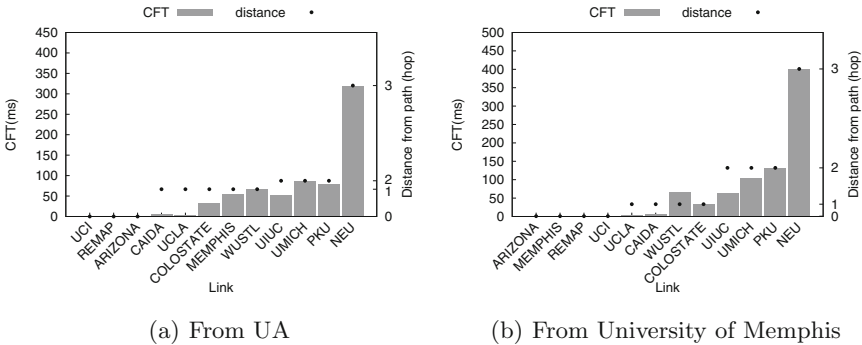 CFT distance
450
400
350
300
250
200
150
100
50
0
CFT(ms)
3
2
1
0
Distance from path (hop)
UCI
REMAP
ARIZONA
CAIDA
UCLA
COLOSTATE
MEMPHIS
WUSTL
UIUC
UMICH
PKU
NEU
Link
(a) From UA
CFT distance
500
450
400
350
300
250
200
150
100
50
0
CFT(ms)
3
2
1
0
Distance from path (hop)
ARIZONA
MEMPHIS
REMAP
UCI
UCLA
CAIDA
WUSTL
COLOSTATE
UIUC
UMICH
PKU
NEU
Link
(b) From University of Memphis